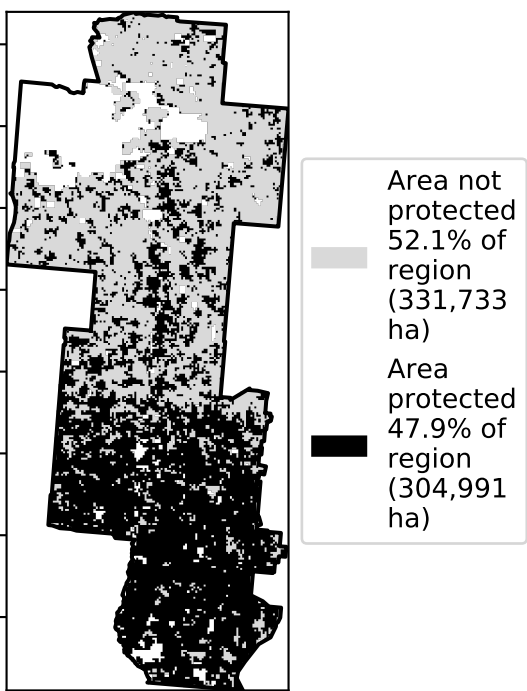 Area not
protected
52.1% of
region
(331,733
ha)
Area
protected
47.9% of
region
(304,991
ha)